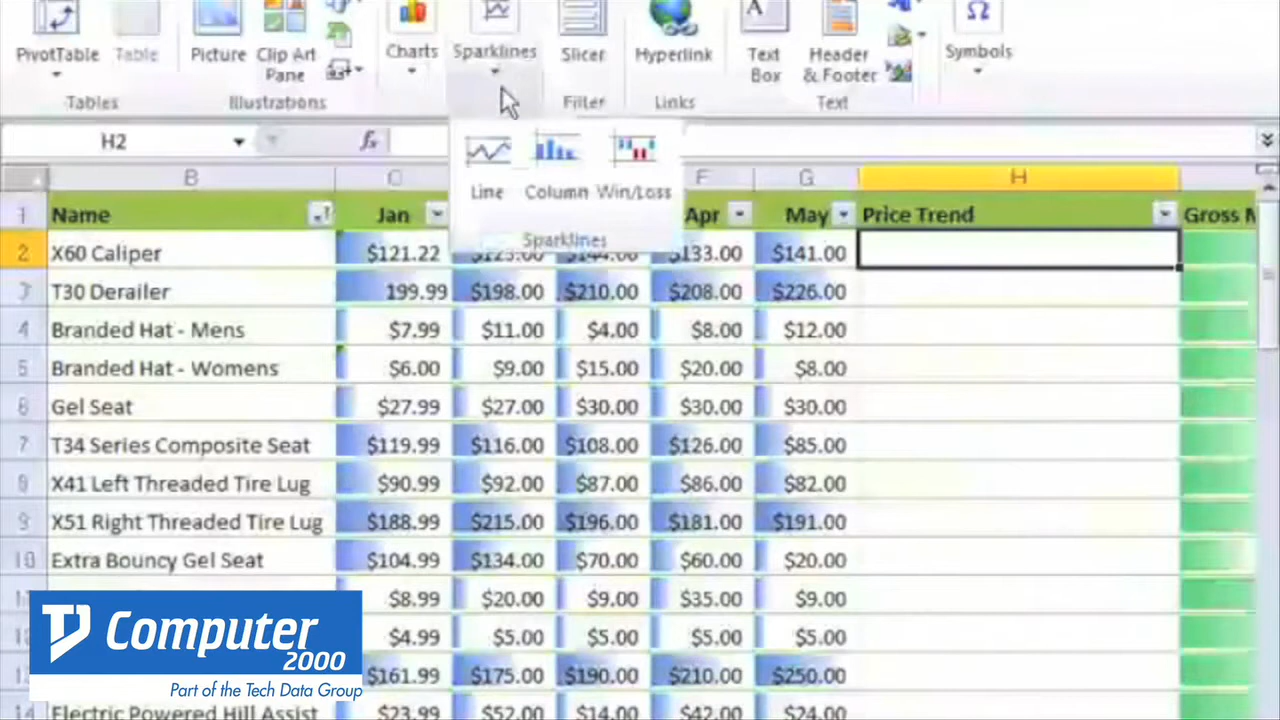 PivotTable Table Picture Clip Art Pane Charts Sparklines Slicer Hyperlink Text Box Header & Footer Symbols
Tables Illustrations Filter Links Text
H2 fx
Line Column Win/Loss
Sparklines
B C F G H
1 Name Jan Apr May Price Trend Gross
2 X60 Caliper $121.22 $125.00 $144.00 $133.00 $141.00
3 T30 Derailer 199.99 $198.00 $210.00 $208.00 $226.00
4 Branded Hat - Mens $7.99 $11.00 $4.00 $8.00 $12.00
5 Branded Hat - Womens $6.00 $9.00 $15.00 $20.00 $8.00
6 Gel Seat $27.99 $27.00 $30.00 $30.00 $30.00
7 T34 Series Composite Seat $119.99 $116.00 $108.00 $126.00 $85.00
8 X41 Left Threaded Tire Lug $90.99 $92.00 $87.00 $86.00 $82.00
9 X51 Right Threaded Tire Lug $188.99 $215.00 $196.00 $181.00 $191.00
10 Extra Bouncy Gel Seat $104.99 $134.00 $70.00 $60.00 $20.00
$8.99 $20.00 $9.00 $35.00 $9.00
$4.99 $5.00 $5.00 $5.00 $5.00
$161.99 $175.00 $190.00 $210.00 $250.00
14 Electric Powered Hill Assist $23.99 $52.00 $14.00 $42.00 $24.00
TD Computer
2000
Part of the Tech Data Group